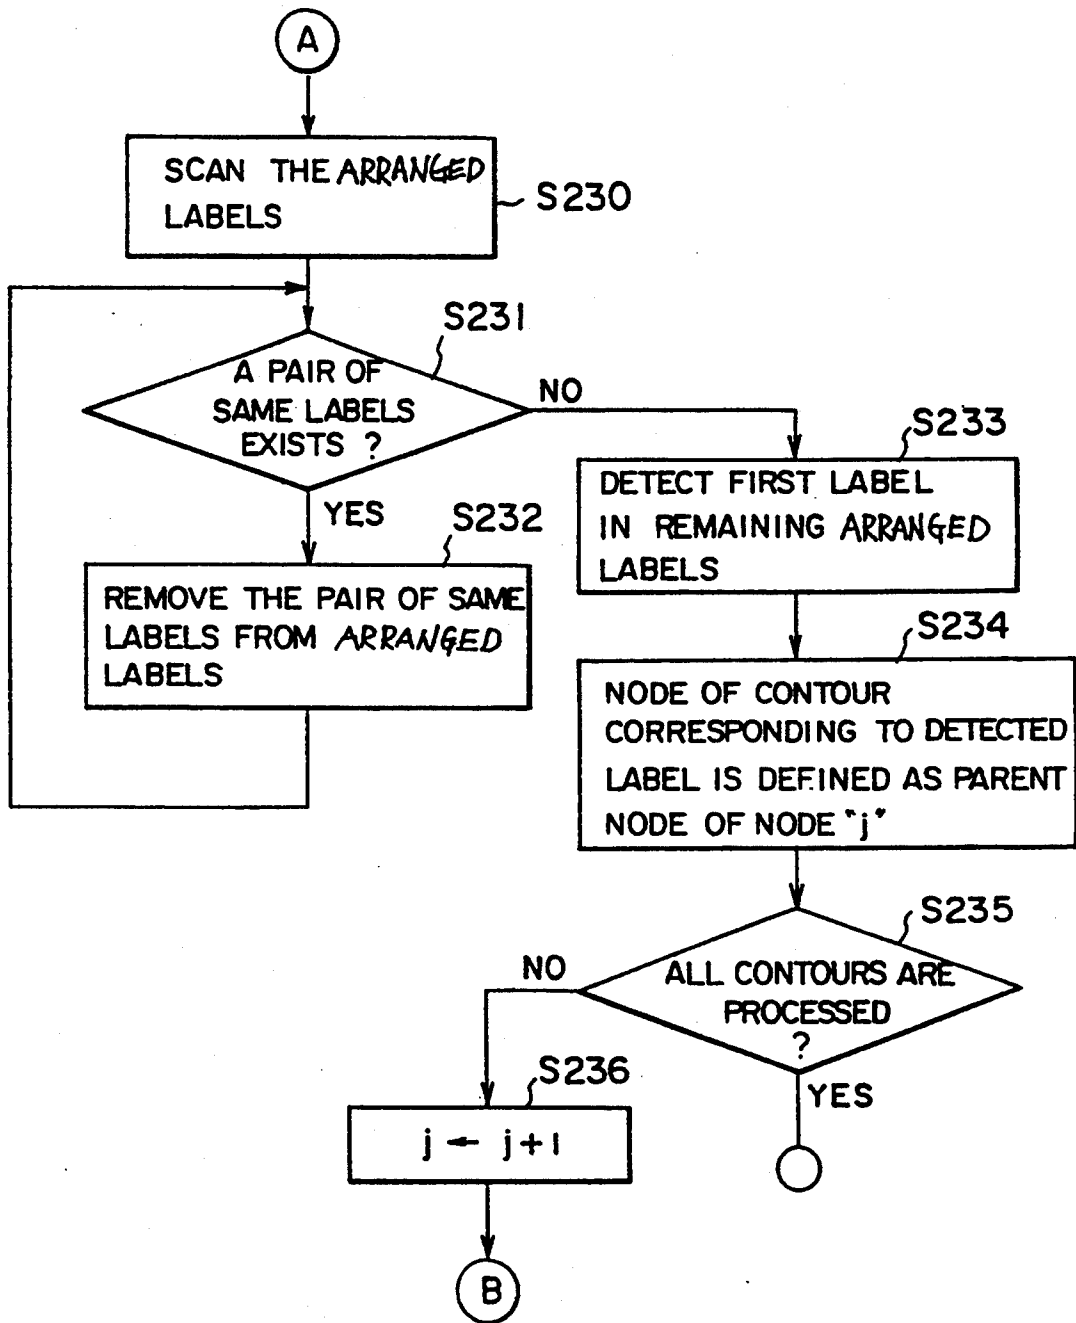 A
SCAN THE ARRANGED
LABELS
S230
S231
A PAIR OF
SAME LABELS
EXISTS ?
NO
YES
S232
REMOVE THE PAIR OF SAME
LABELS FROM ARRANGED
LABELS
S233
DETECT FIRST LABEL
IN REMAINING ARRANGED
LABELS
S234
NODE OF CONTOUR
CORRESPONDING TO DETECTED
LABEL IS DEFINED AS PARENT
NODE OF NODE "j"
S235
ALL CONTOURS ARE
PROCESSED
?
NO
YES
S236
j ← j+1
B